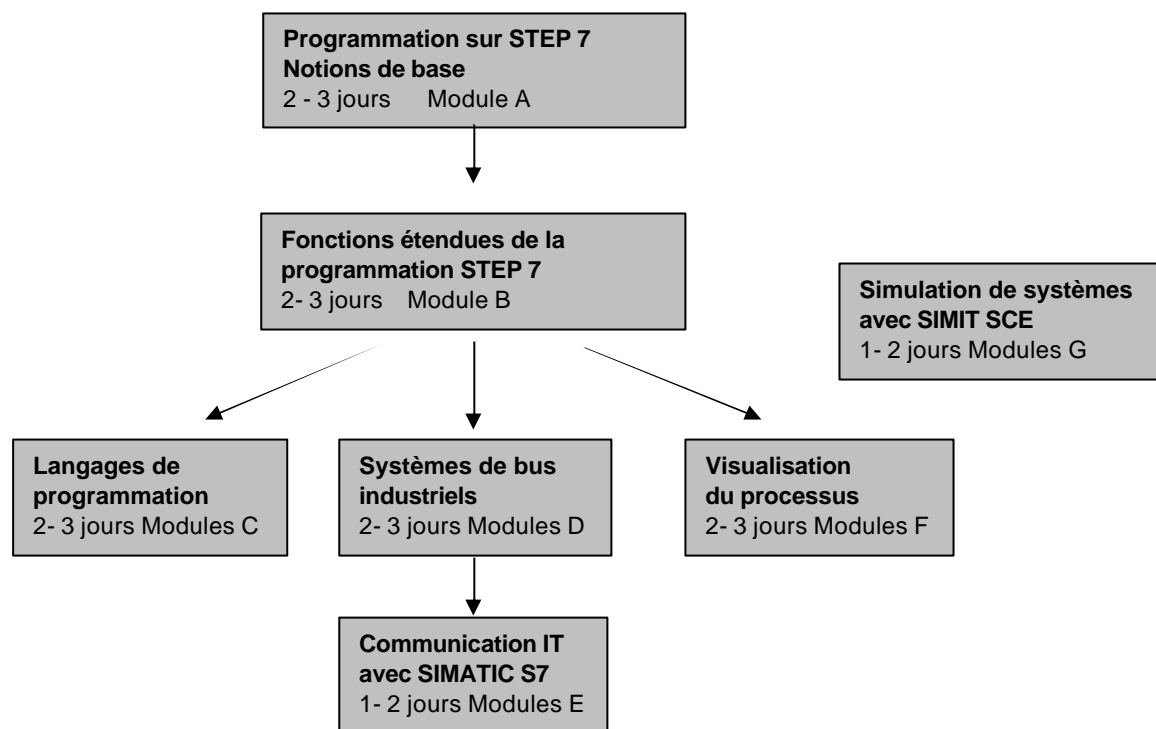 Programmation sur STEP 7
Notions de base
2 - 3 jours Module A
Fonctions étendues de la
programmation STEP 7
2- 3 jours Module B
Simulation de systèmes
avec SIMIT SCE
1- 2 jours Modules G
Langages de
programmation
2- 3 jours Modules C
Systèmes de bus
industriels
2- 3 jours Modules D
Visualisation
du processus
2- 3 jours Modules F
Communication IT
avec SIMATIC S7
1- 2 jours Modules E